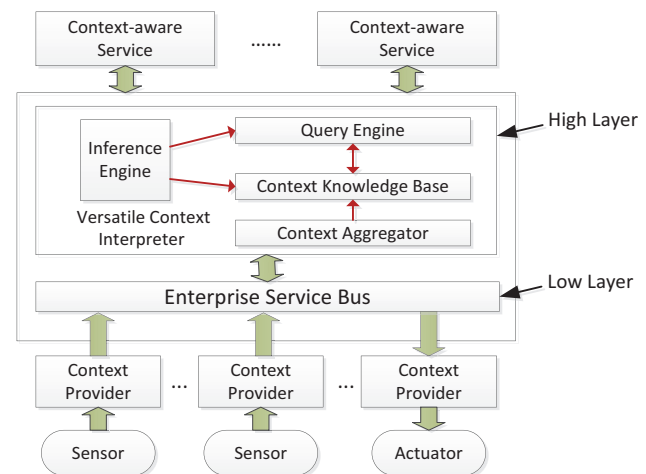 Context-aware
Service
......
Context-aware
Service
High Layer
Inference
Engine
Query Engine
Context Knowledge Base
Versatile Context
Interpreter
Context Aggregator
Low Layer
Enterprise Service Bus
Context
Provider
...
Context
Provider
...
Context
Provider
Sensor
Sensor
Actuator